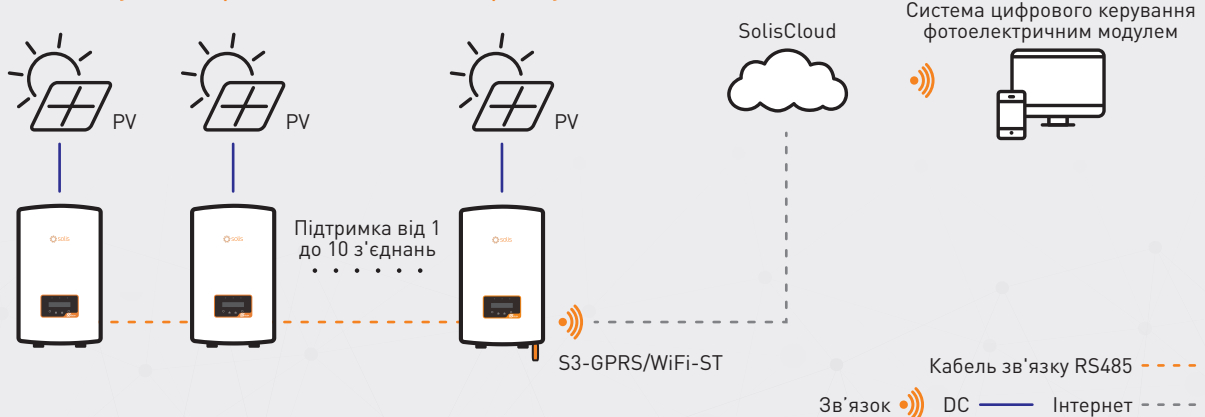 Система цифрового керування
фотоелектричним модулем
SolisCloud
PV
PV
PV
Підтримка від 1
до 10 з'єднань
solis
solis
solis
S3-GPRS/WiFi-ST
Кабель зв'язку RS485
Зв'язок
DC
Інтернет